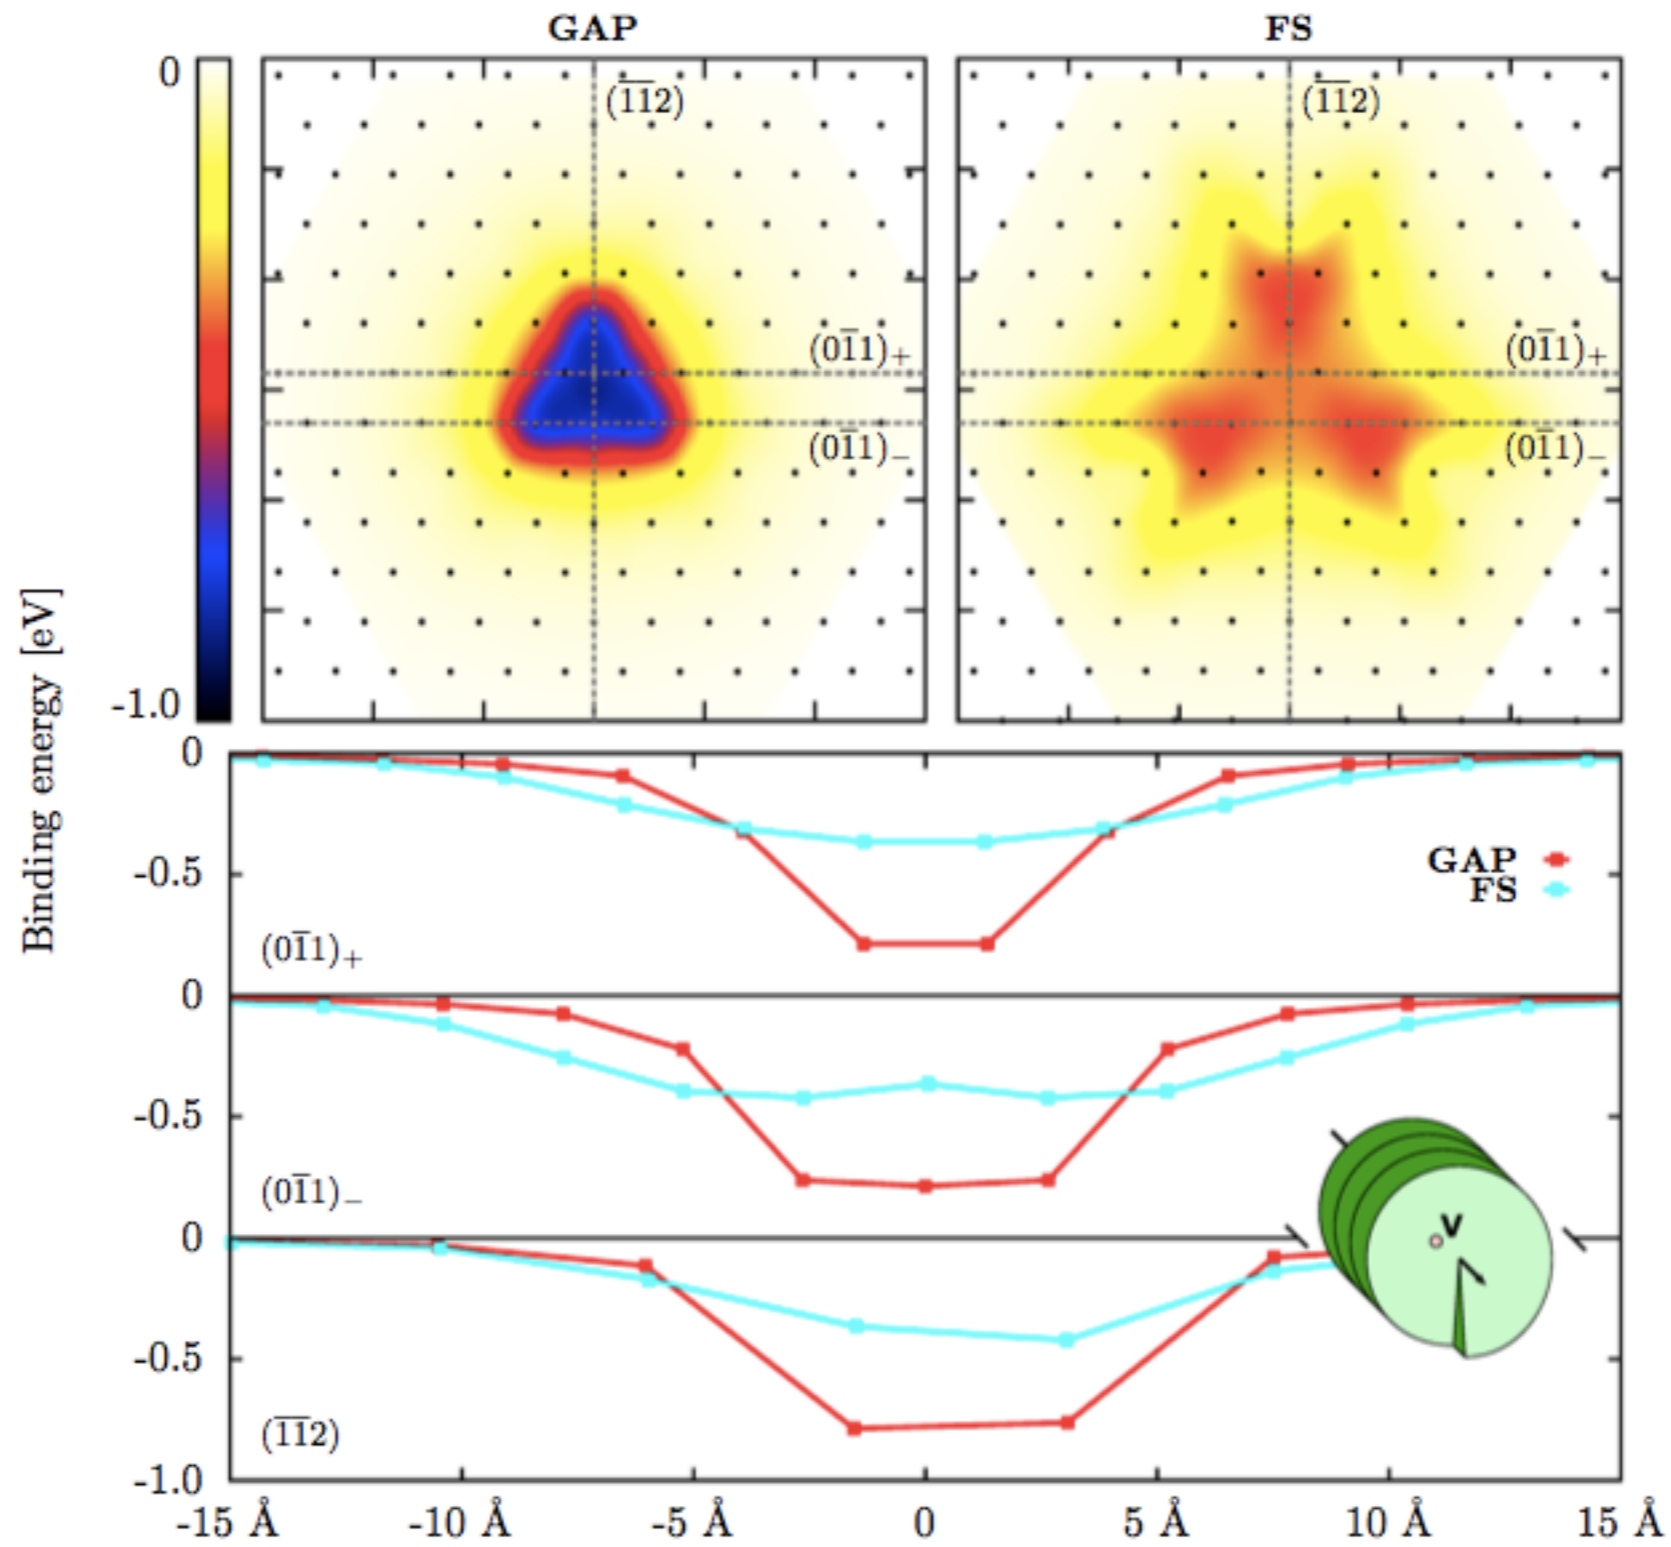 GAP
FS
0
(1̅1̅2)
(1̅1̅2)
(01̅1)₊
(01̅1)₊
(01̅1)₋
(01̅1)₋
-1.0
Binding energy [eV]
0
GAP
FS
-0.5
(01̅1)₊
0
-0.5
(01̅1)₋
V
0
-0.5
(1̅1̅2)
-1.0
-15 Å -10 Å -5 Å 0 5 Å 10 Å 15 Å